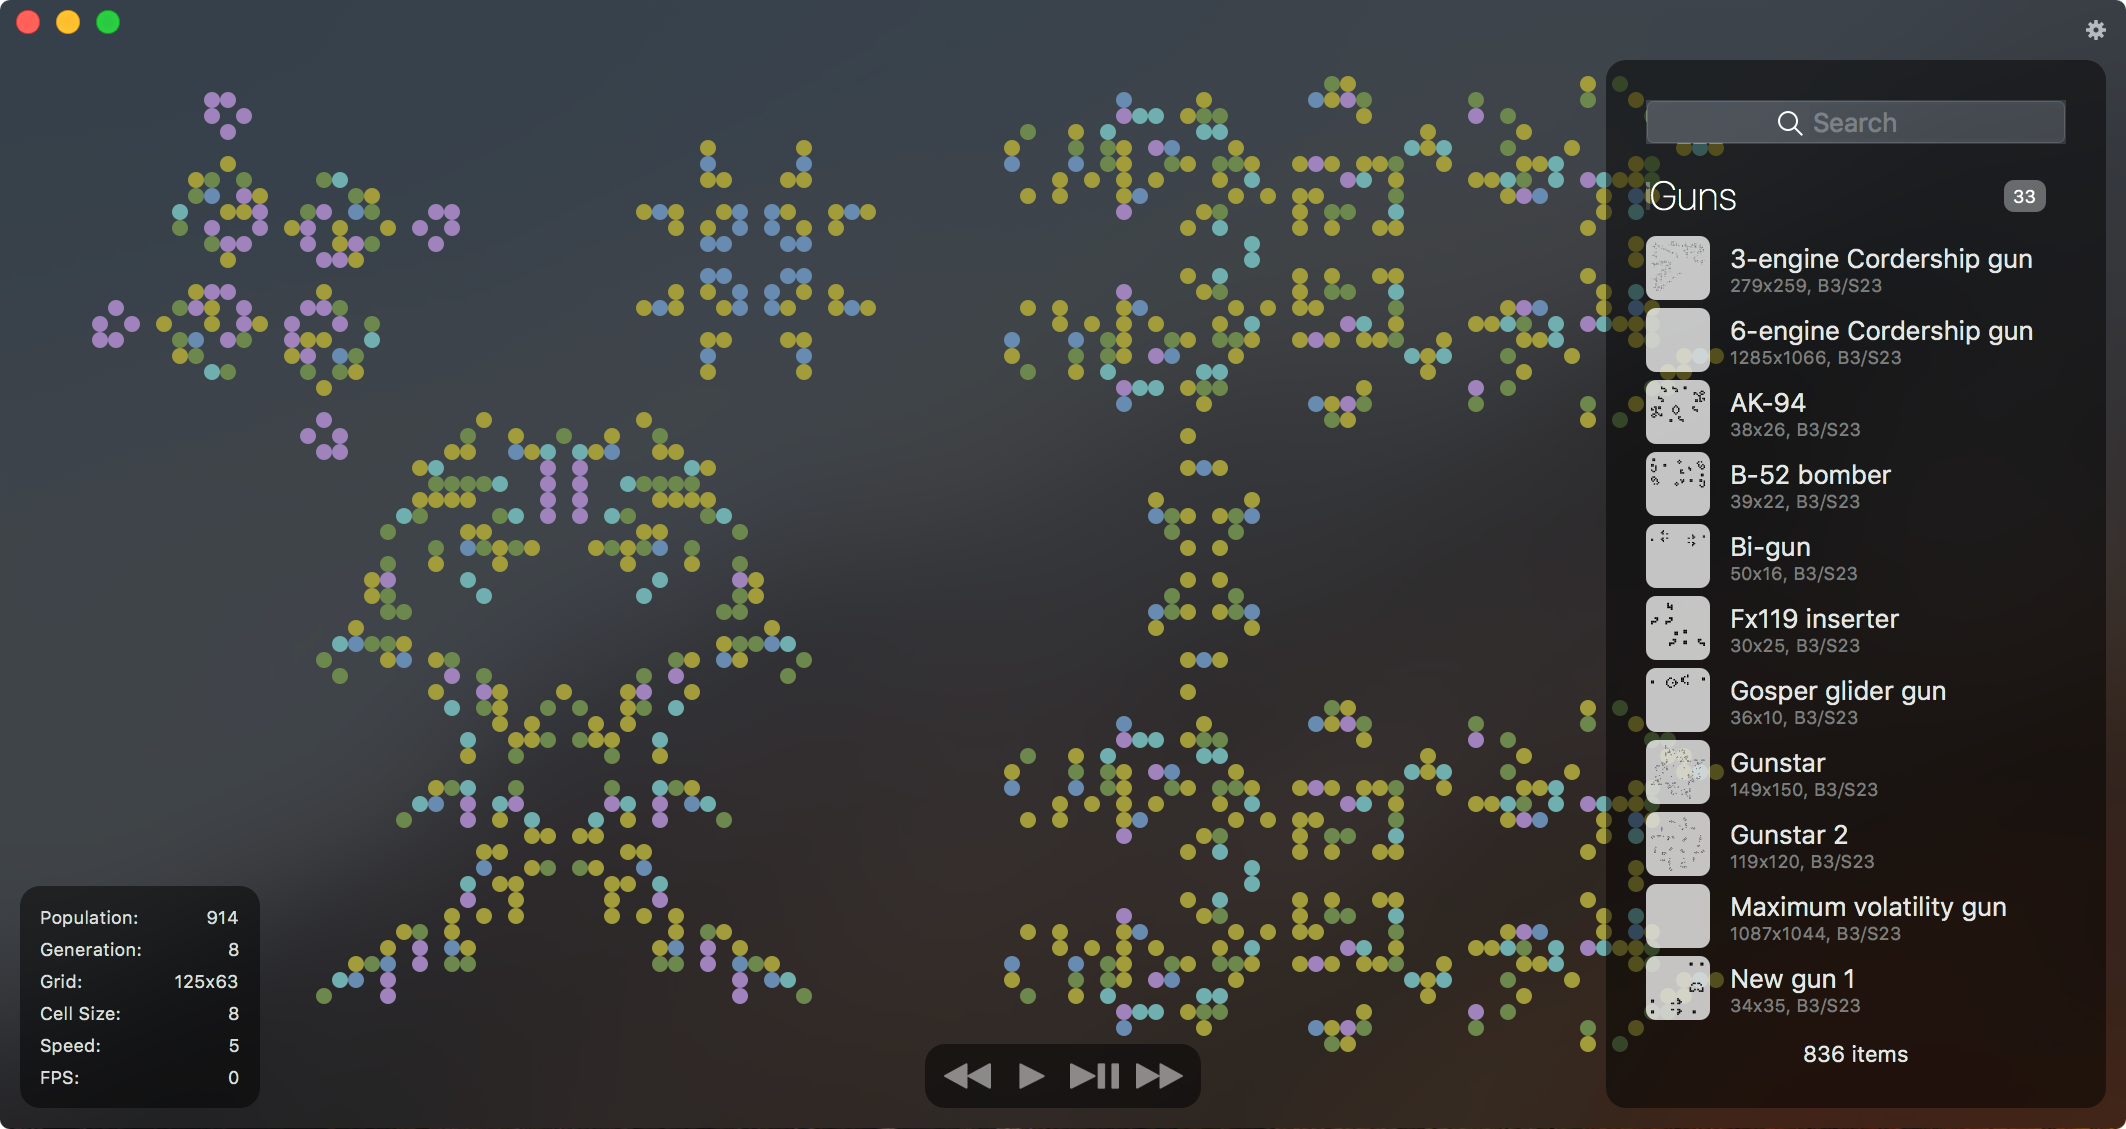 Search
Guns
33
3-engine Cordership gun
279x259, B3/S23
6-engine Cordership gun
1285x1066, B3/S23
AK-94
38x26, B3/S23
B-52 bomber
39x22, B3/S23
Bi-gun
50x16, B3/S23
Fx119 inserter
30x25, B3/S23
Gosper glider gun
36x10, B3/S23
Gunstar
149x150, B3/S23
Gunstar 2
119x120, B3/S23
Maximum volatility gun
1087x1044, B3/S23
New gun 1
34x35, B3/S23
836 items
Population: 914
Generation: 8
Grid: 125x63
Cell Size: 8
Speed: 5
FPS: 0